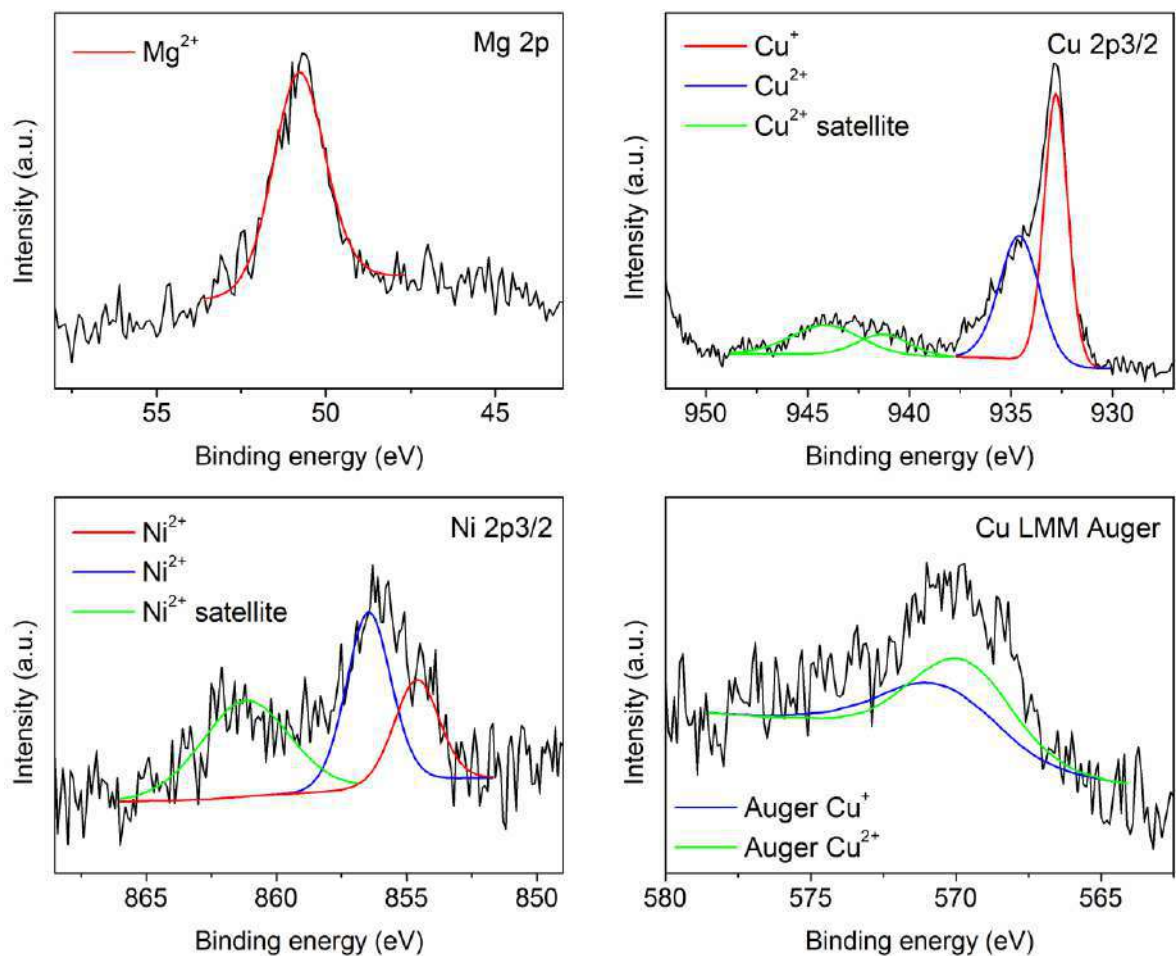 Mg²⁺
Mg 2p
Intensity (a.u.)
55
50
45
Binding energy (eV)
Cu⁺
Cu²⁺
Cu²⁺ satellite
Cu 2p3/2
Intensity (a.u.)
950
945
940
935
930
Binding energy (eV)
Ni²⁺
Ni²⁺
Ni²⁺ satellite
Ni 2p3/2
Intensity (a.u.)
865
860
855
850
Binding energy (eV)
Cu LMM Auger
Intensity (a.u.)
Auger Cu⁺
Auger Cu²⁺
580
575
570
565
Binding energy (eV)